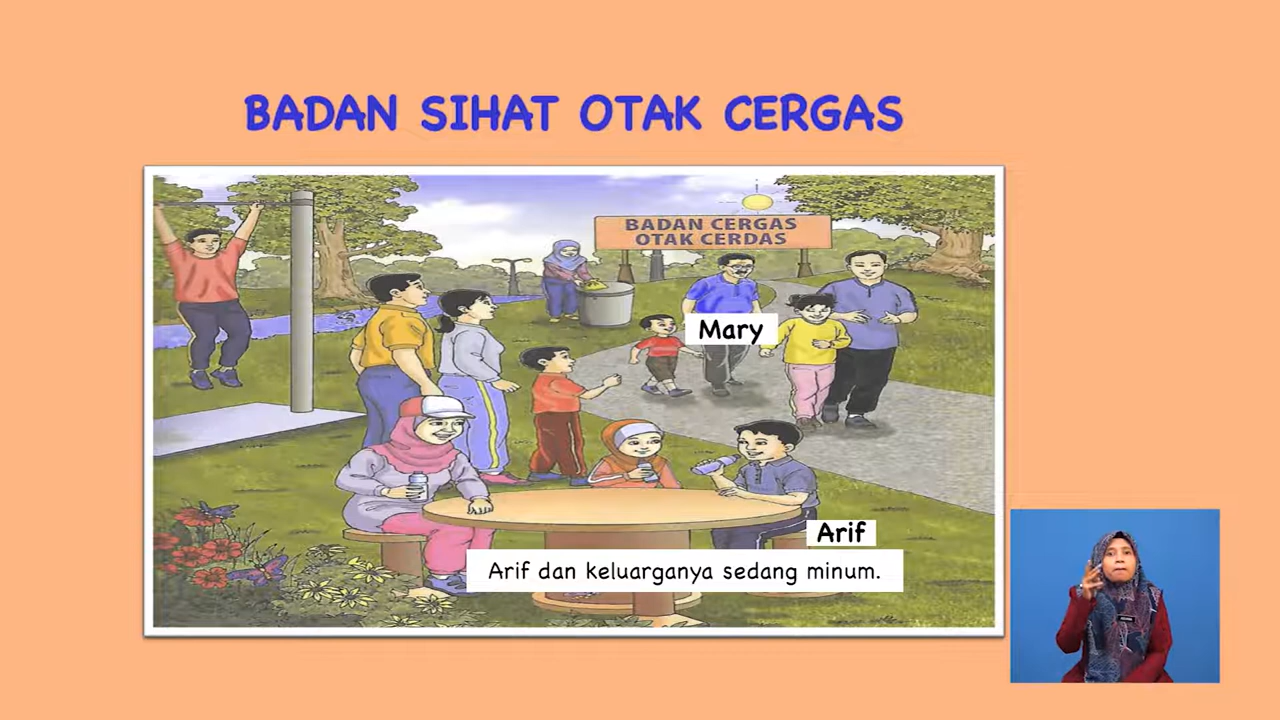 BADAN SIHAT OTAK CERGAS
BADAN CERGAS
OTAK CERDAS
Mary
Arif
Arif dan keluarganya sedang minum.